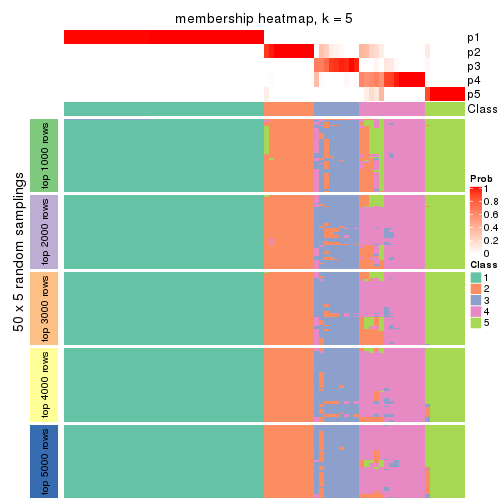 membership heatmap, k = 5
p1
p2
p3
p4
p5
Class
50 x 5 random samplings
top 1000 rows
top 2000 rows
top 3000 rows
top 4000 rows
top 5000 rows
Prob
1
0.8
0.6
0.4
0.2
0
Class
1
2
3
4
5